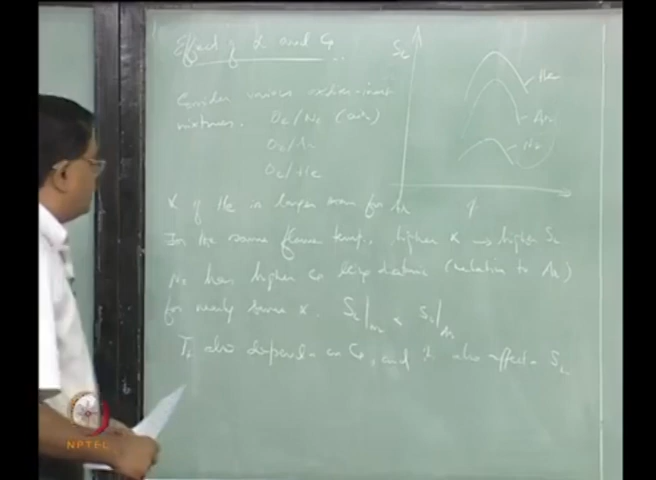 Effect of α and Cp
Consider various oxidizer-inert
mixtures. O2/N2 (air)
O2/Ar
O2/He
α of He is larger than for Ar
For the same flame temp., higher α ⇒ higher SL
N2 has higher Cp (relative to Ar)
for nearly same α. SL|N2 < SL|Ar
Tf also depends on Cp, and it also affects SL
SL
He
Ar
N2
NPTEL